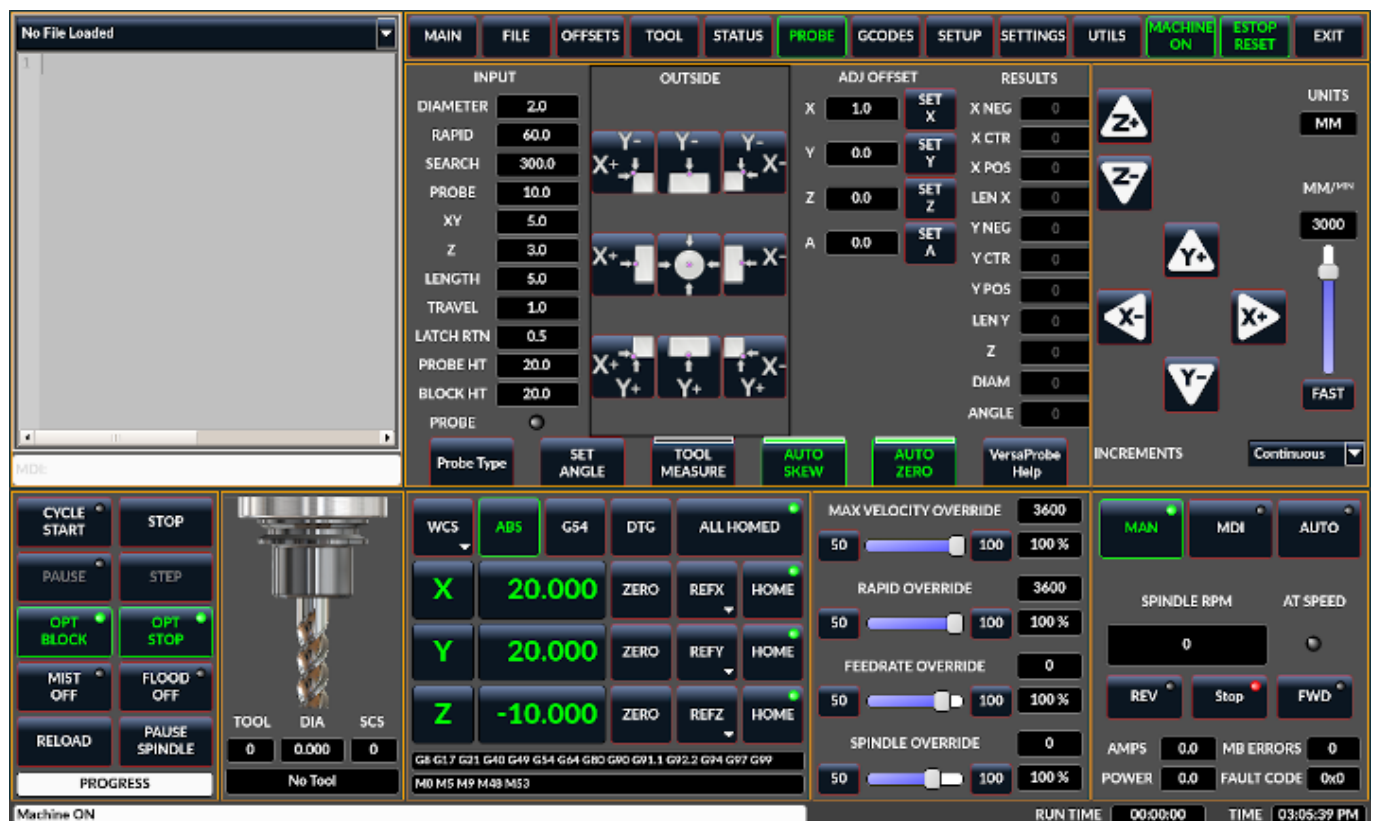 No File Loaded
MAIN FILE OFFSETS TOOL STATUS PROBE GCODES SETUP SETTINGS UTILS MACHINE ON ESTOP RESET EXIT
1
INPUT
DIAMETER 2.0
RAPID 60.0
SEARCH 300.0
PROBE 10.0
XY 5.0
Z 3.0
LENGTH 5.0
TRAVEL 1.0
LATCH RTN 0.5
PROBE HT 20.0
BLOCK HT 20.0
PROBE
OUTSIDE
Y- Y- Y-
X+ X-
X+ X-
X+ X-
Y+ Y+ Y+
ADJ OFFSET
X 1.0 SET X
Y 0.0 SET Y
Z 0.0 SET Z
A 0.0 SET A
RESULTS
X NEG 0
X CTR 0
X POS 0
LEN X 0
Y NEG 0
Y CTR 0
Y POS 0
LEN Y 0
Z 0
DIAM 0
ANGLE 0
Probe Type SET ANGLE TOOL MEASURE AUTO SKEW AUTO ZERO VersaProbe Help
Z+
Z-
Y+
X- X+
Y-
UNITS
MM
MM/MIN
3000
FAST
INCREMENTS Continuous
MDI:
CYCLE START STOP
PAUSE STEP
OPT BLOCK OPT STOP
MIST OFF FLOOD OFF
RELOAD PAUSE SPINDLE
PROGRESS
TOOL DIA SCS
0 0.000 0
No Tool
WCS ABS G54 DTG ALL HOMED
X 20.000 ZERO REFX HOME
Y 20.000 ZERO REFY HOME
Z -10.000 ZERO REFZ HOME
G8 G17 G21 G40 G49 G54 G64 G80 G90 G91.1 G92.2 G94 G97 G99
M0 M5 M9 M48 M53
MAX VELOCITY OVERRIDE 3600
50 100 100 %
RAPID OVERRIDE 3600
50 100 100 %
FEEDRATE OVERRIDE 0
50 100 100 %
SPINDLE OVERRIDE 0
50 100 100 %
MAN MDI AUTO
SPINDLE RPM AT SPEED
0
REV Stop FWD
AMPS 0.0 MB ERRORS 0
POWER 0.0 FAULT CODE 0x0
Machine ON
RUN TIME 00:00:00 TIME 03:05:39 PM